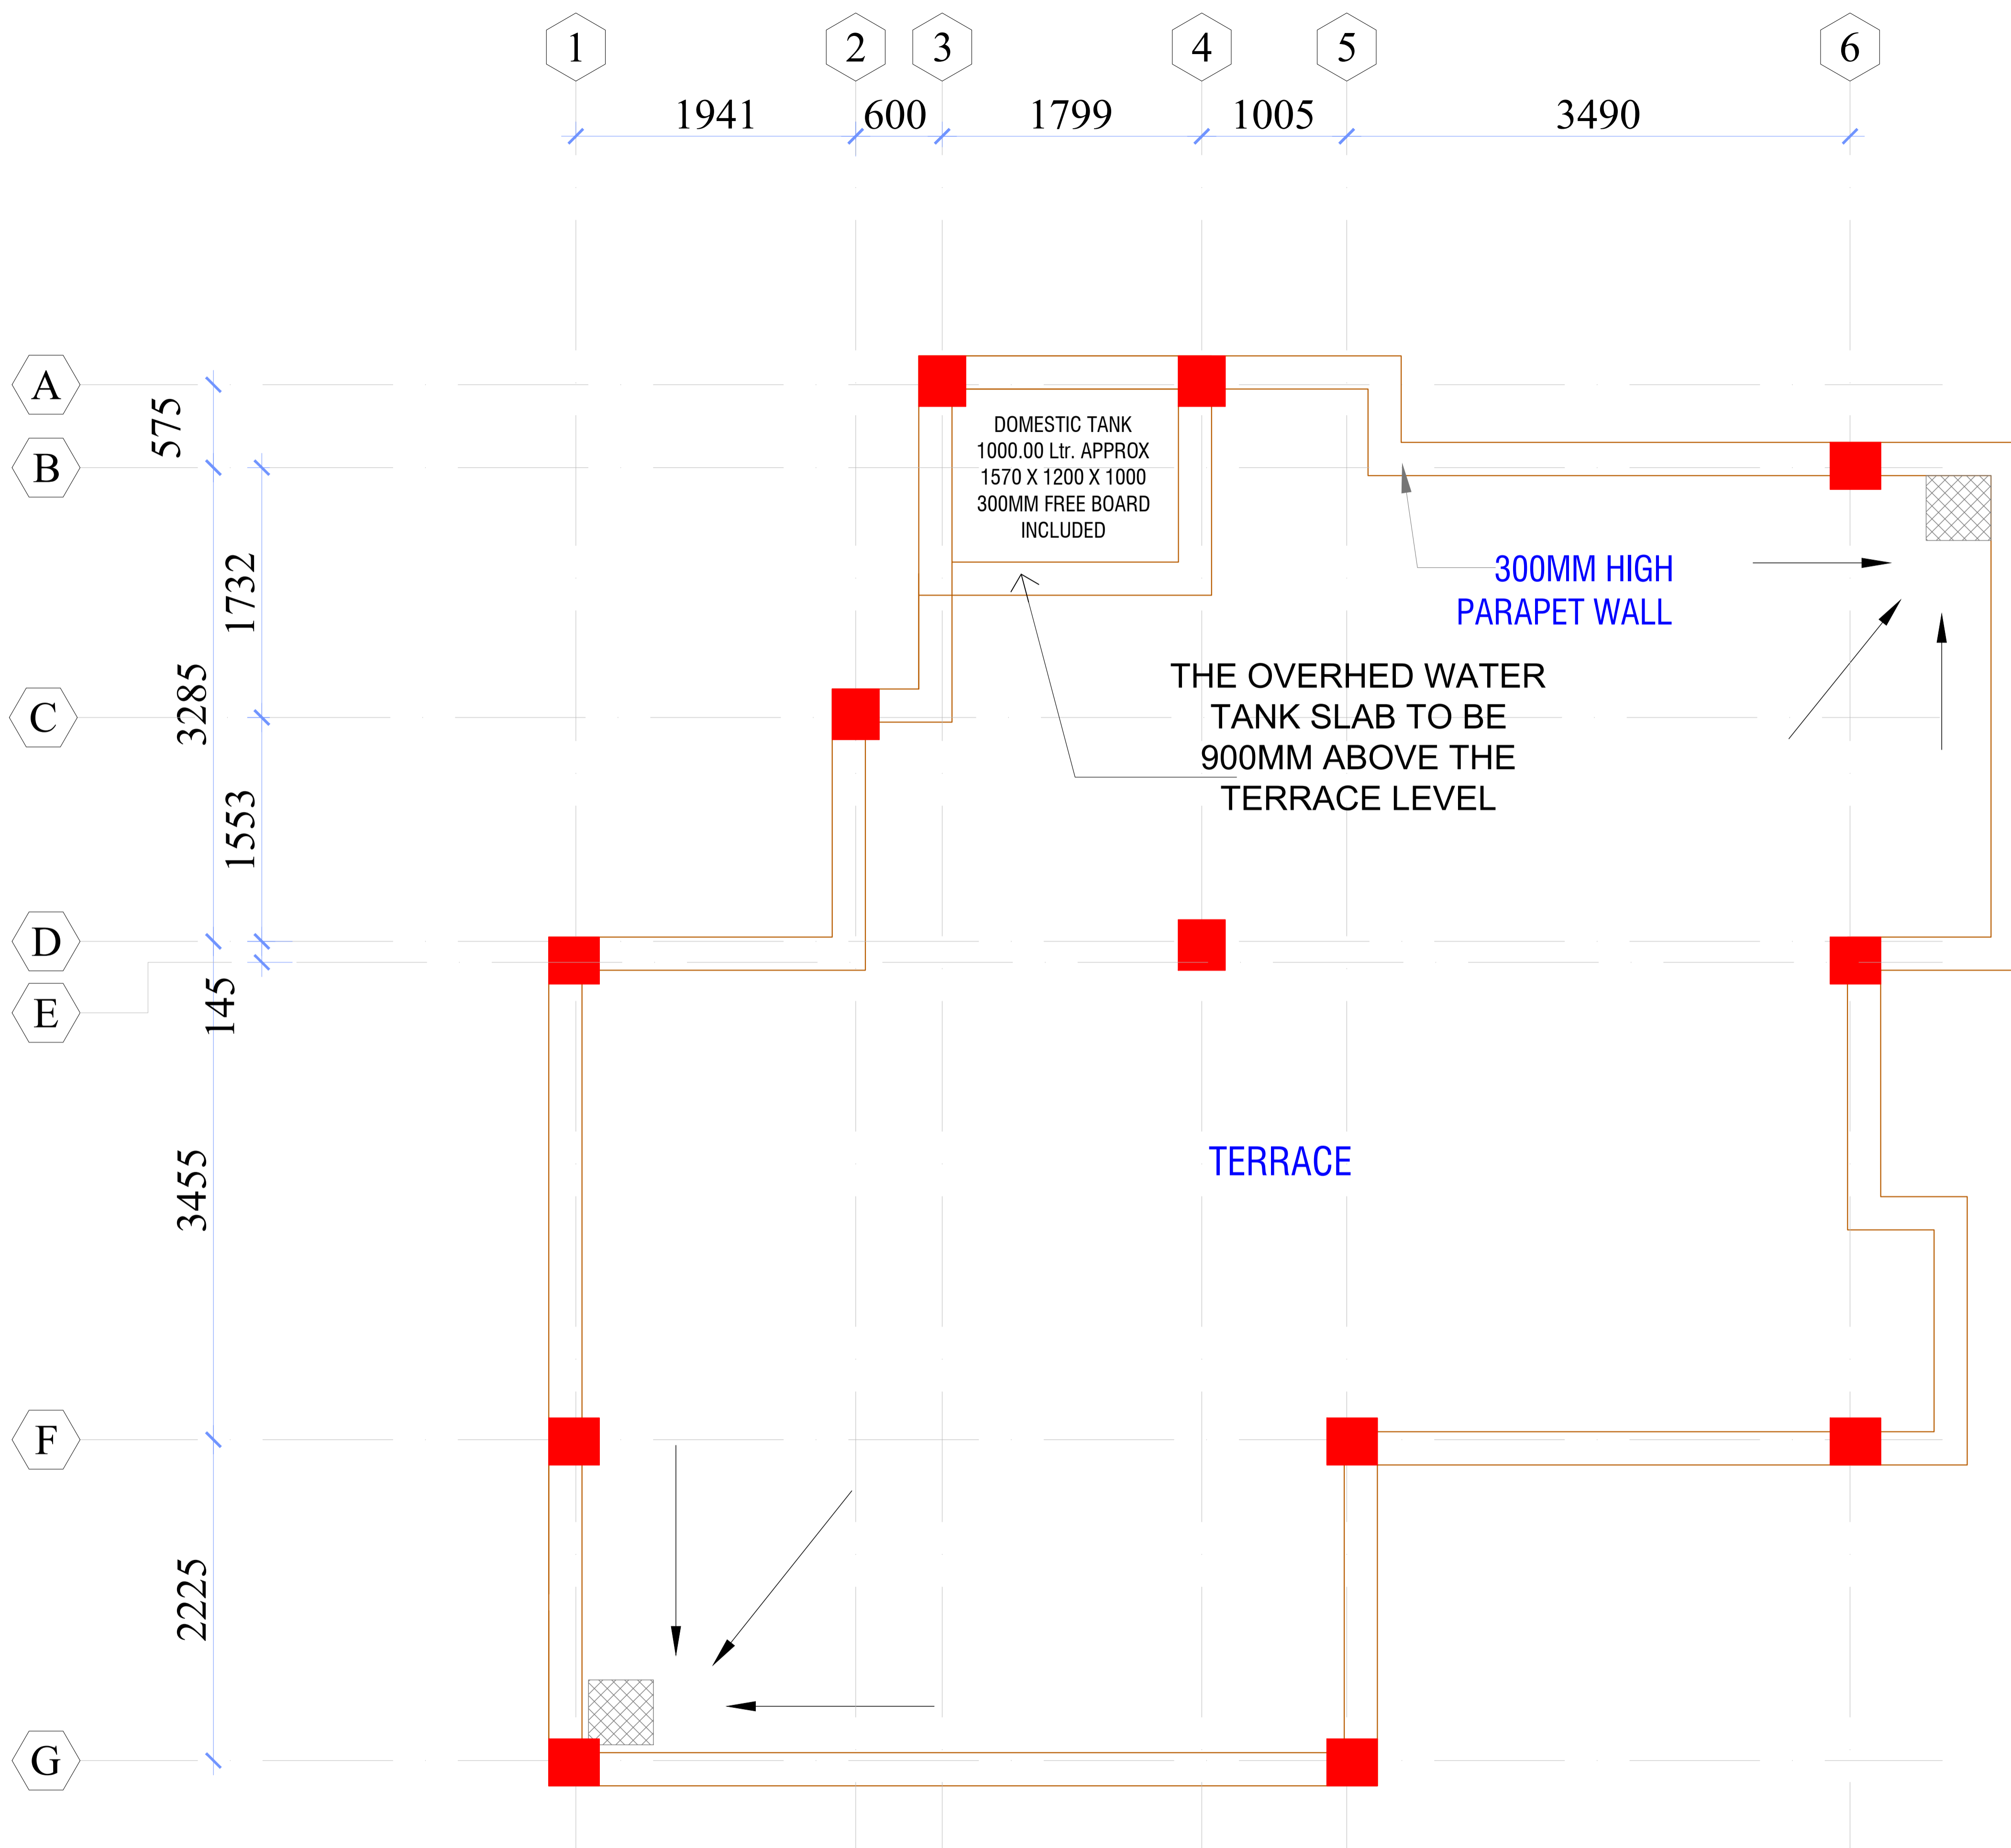 1
2
3
4
5
6
1941
600
1799
1005
3490
A
B
C
D
E
F
G
575
1732
3285
1553
145
3455
2225
DOMESTIC TANK
1000.00 Ltr. APPROX
1570 X 1200 X 1000
300MM FREE BOARD
INCLUDED
300MM HIGH
PARAPET WALL
THE OVERHED WATER
TANK SLAB TO BE
900MM ABOVE THE
TERRACE LEVEL
TERRACE